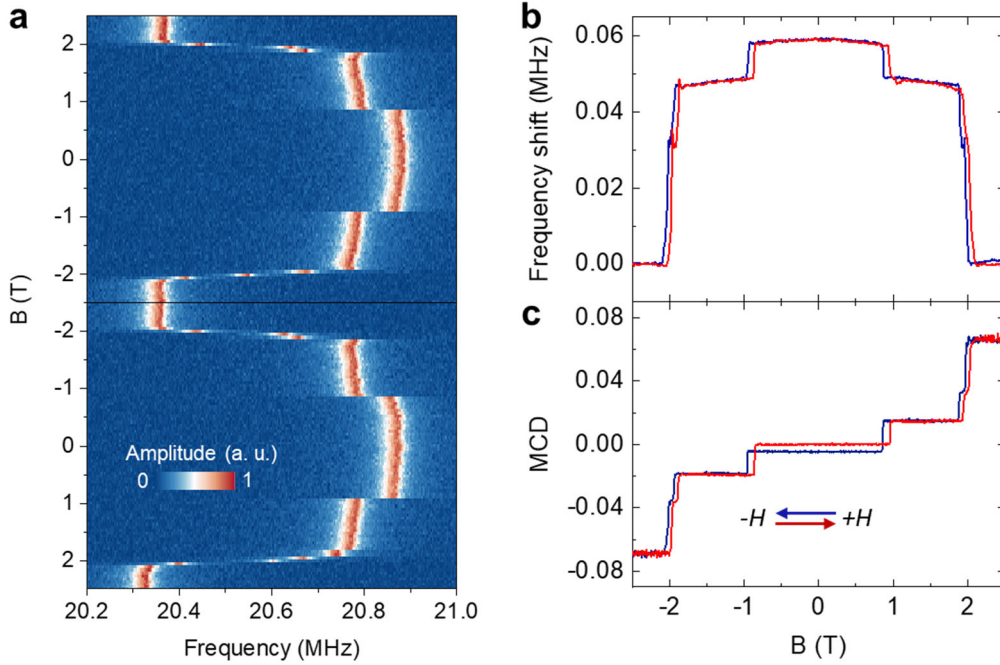 a
B (T)
2
1
0
-1
-2
-2
-1
0
1
2
Amplitude (a. u.)
0 1
20.2 20.4 20.6 20.8 21.0
Frequency (MHz)
b
Frequency shift (MHz)
0.06
0.04
0.02
0.00
c
MCD
0.08
0.04
0.00
-0.04
-0.08
-H +H
-2 -1 0 1 2
B (T)